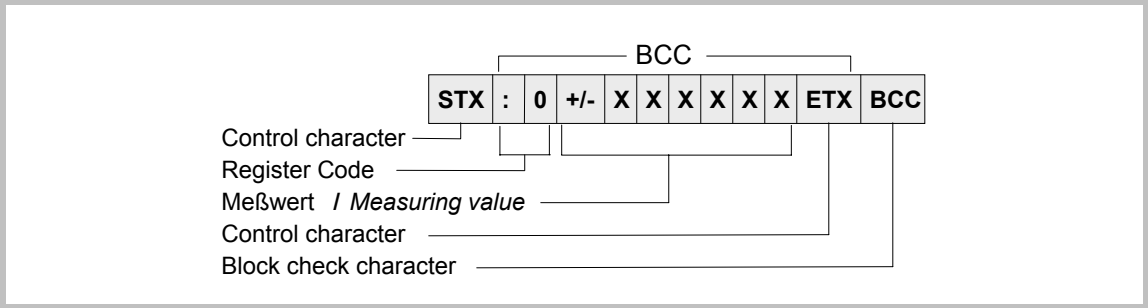 BCC
STX : 0 +/- X X X X X X ETX BCC
Control character
Register Code
Meßwert / Measuring value
Control character
Block check character